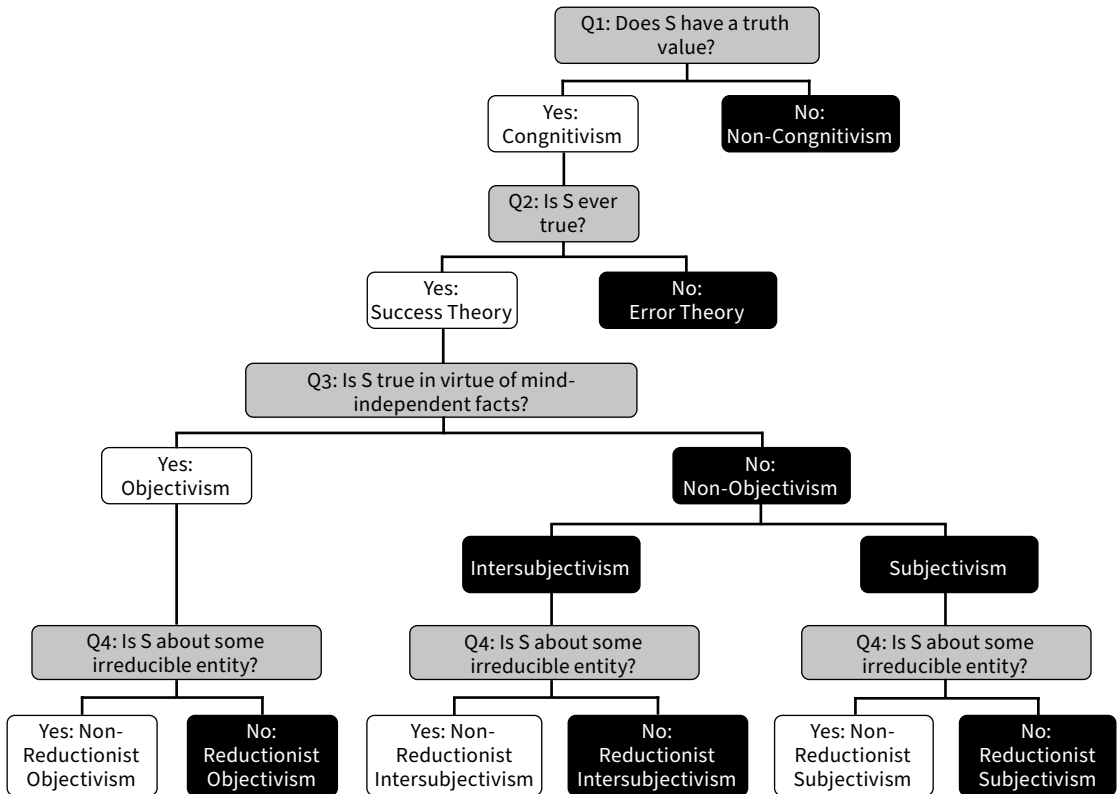 Q1: Does S have a truth
value?
Yes:
Congnitivism
No:
Non-Congnitivism
Q2: Is S ever
true?
Yes:
Success Theory
No:
Error Theory
Q3: Is S true in virtue of mind-
independent facts?
Yes:
Objectivism
No:
Non-Objectivism
Intersubjectivism
Subjectivism
Q4: Is S about some
irreducible entity?
Q4: Is S about some
irreducible entity?
Q4: Is S about some
irreducible entity?
Yes: Non-
Reductionist
Objectivism
No:
Reductionist
Objectivism
Yes: Non-
Reductionist
Intersubjectivism
No:
Reductionist
Intersubjectivism
Yes: Non-
Reductionist
Subjectivism
No:
Reductionist
Subjectivism